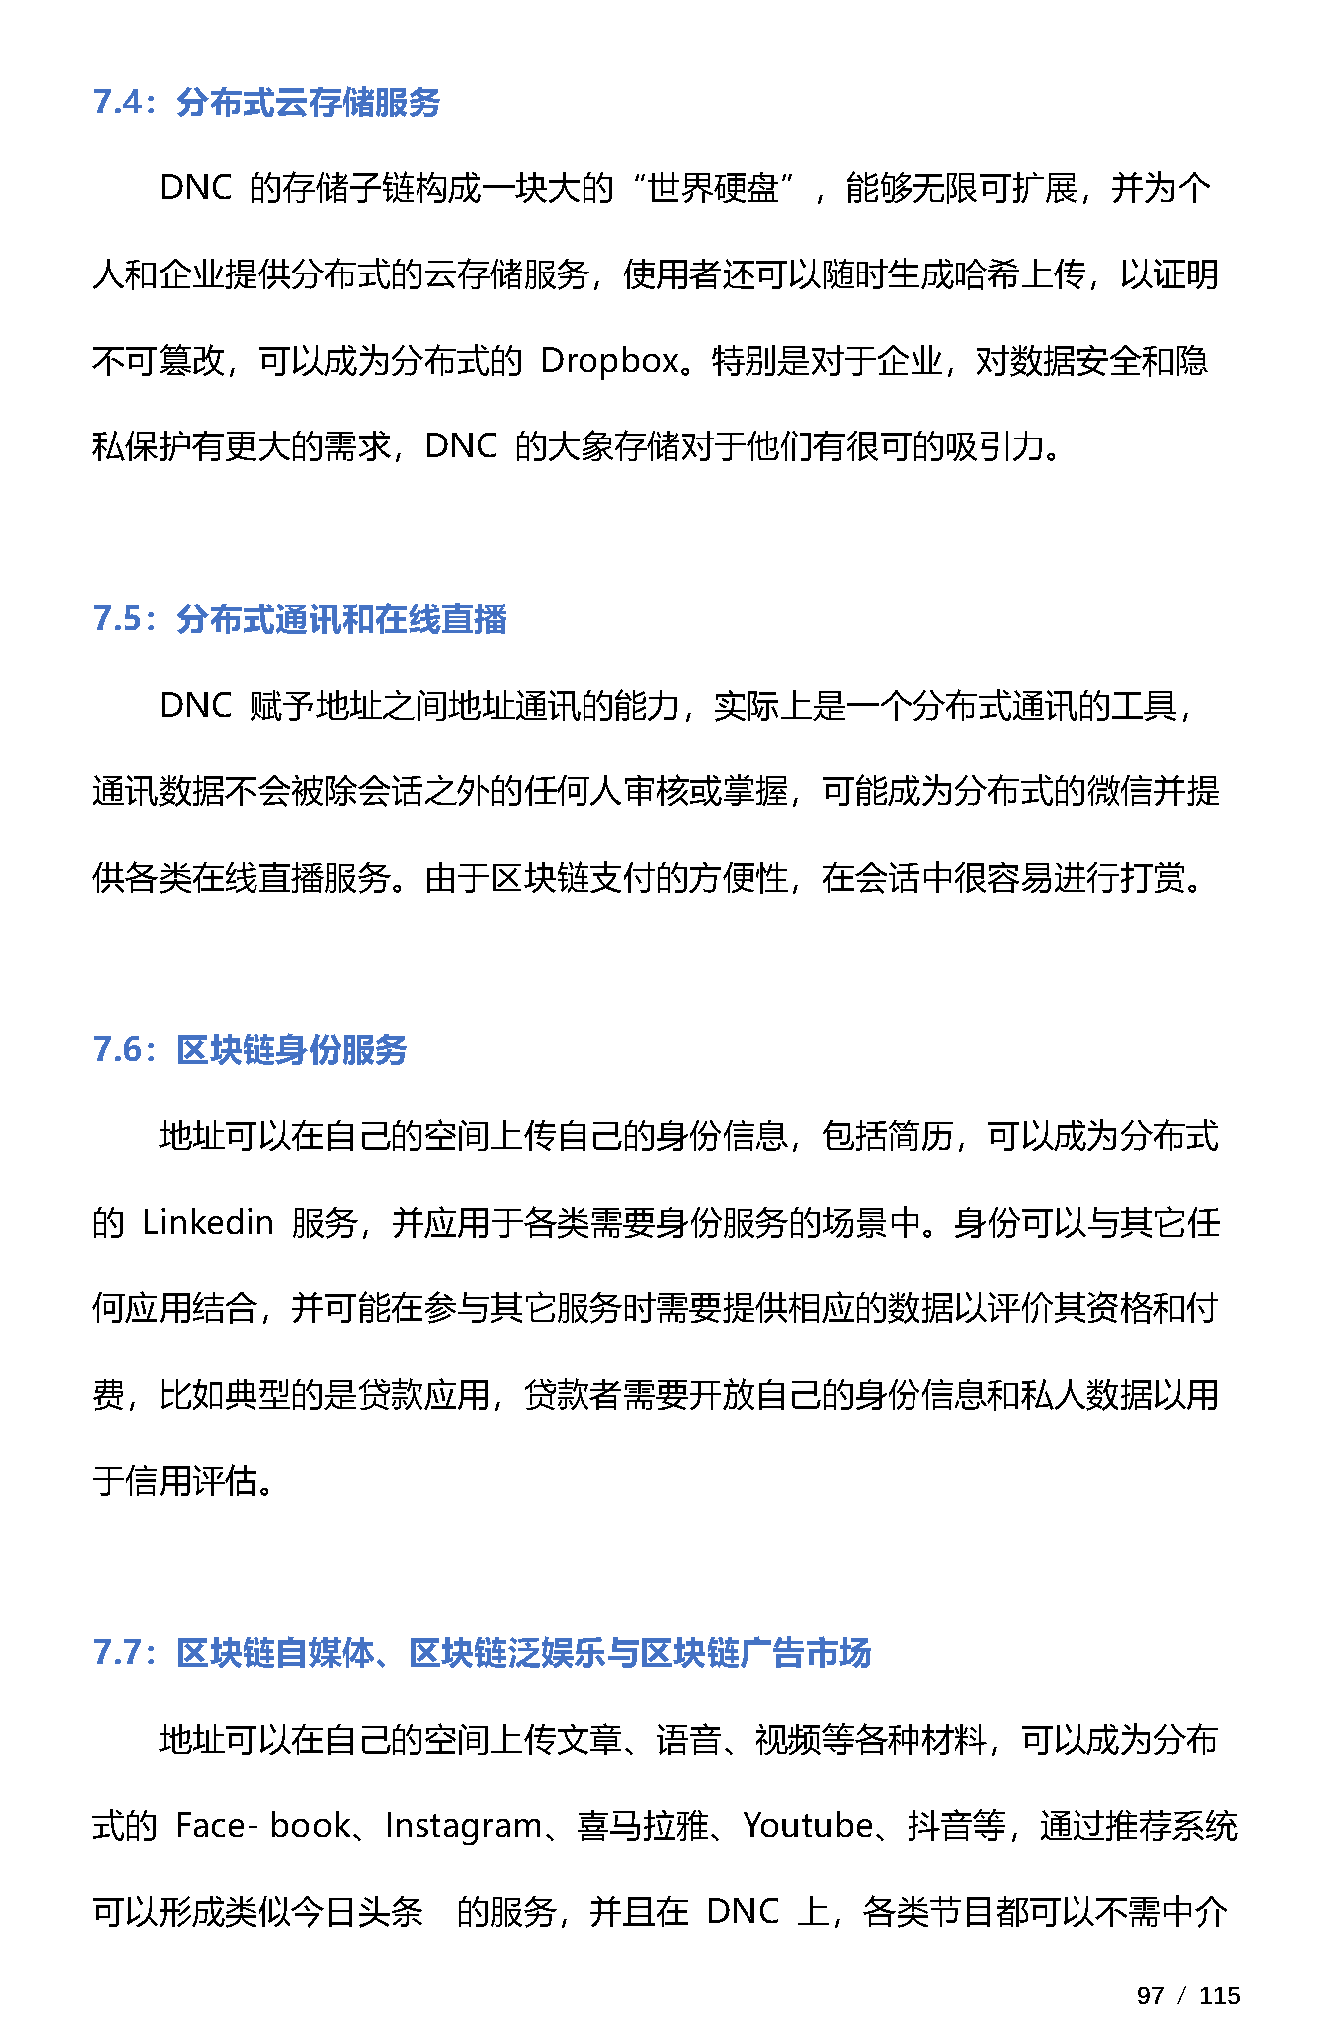 7.4：分布式云存储服务
DNC 的存储子链构成一块大的“世界硬盘”，能够无限可扩展，并为个
人和企业提供分布式的云存储服务，使用者还可以随时生成哈希上传，以证明
不可篡改，可以成为分布式的 Dropbox。特别是对于企业，对数据安全和隐
私保护有更大的需求，DNC 的大象存储对于他们有很可的吸引力。
7.5：分布式通讯和在线直播
DNC 赋予地址之间地址通讯的能力，实际上是一个分布式通讯的工具，
通讯数据不会被除会话之外的任何人审核或掌握，可能成为分布式的微信并提
供各类在线直播服务。由于区块链支付的方便性，在会话中很容易进行打赏。
7.6：区块链身份服务
地址可以在自己的空间上传自己的身份信息，包括简历，可以成为分布式
的 Linkedin 服务，并应用于各类需要身份服务的场景中。身份可以与其它任
何应用结合，并可能在参与其它服务时需要提供相应的数据以评价其资格和付
费，比如典型的是贷款应用，贷款者需要开放自己的身份信息和私人数据以用
于信用评估。
7.7：区块链自媒体、区块链泛娱乐与区块链广告市场
地址可以在自己的空间上传文章、语音、视频等各种材料，可以成为分布
式的 Face- book、Instagram、喜马拉雅、Youtube、抖音等，通过推荐系统
可以形成类似今日头条 的服务，并且在 DNC 上，各类节目都可以不需中介
97 / 115